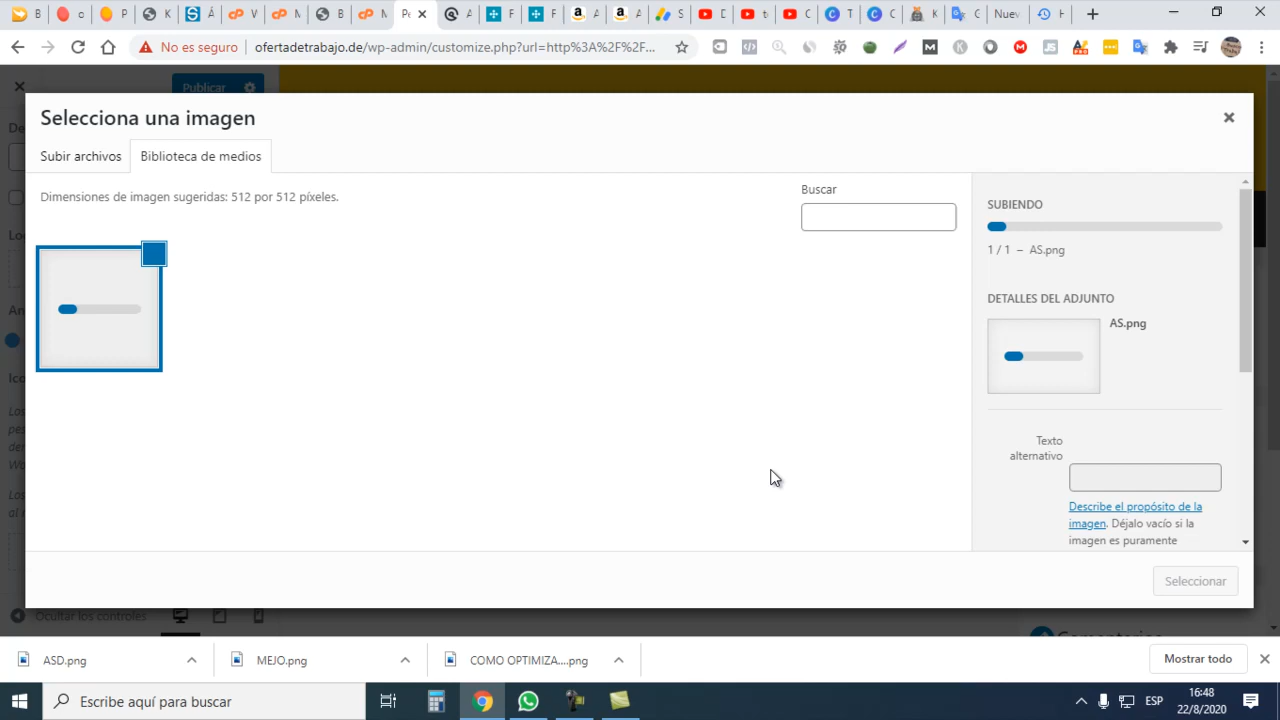 No es seguro
ofertadetrabajo.de/wp-admin/customize.php?url=http%3A%2F%2F...
Publicar
Selecciona una imagen
Subir archivos
Biblioteca de medios
Dimensiones de imagen sugeridas: 512 por 512 píxeles.
Buscar
SUBIENDO
1 / 1 – AS.png
DETALLES DEL ADJUNTO
AS.png
Texto
alternativo
Describe el propósito de la
imagen. Déjalo vacío si la
imagen es puramente
Seleccionar
Ocultar los controles
Comentarios
ASD.png
MEJO.png
COMO OPTIMIZA....png
Mostrar todo
Escribe aquí para buscar
ESP
16:48
22/8/2020